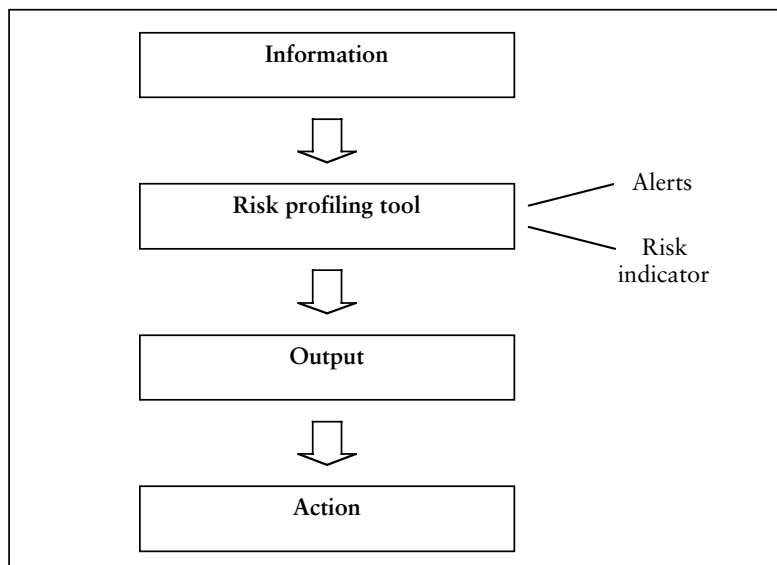 Information
Risk profiling tool
Alerts
Risk
indicator
Output
Action